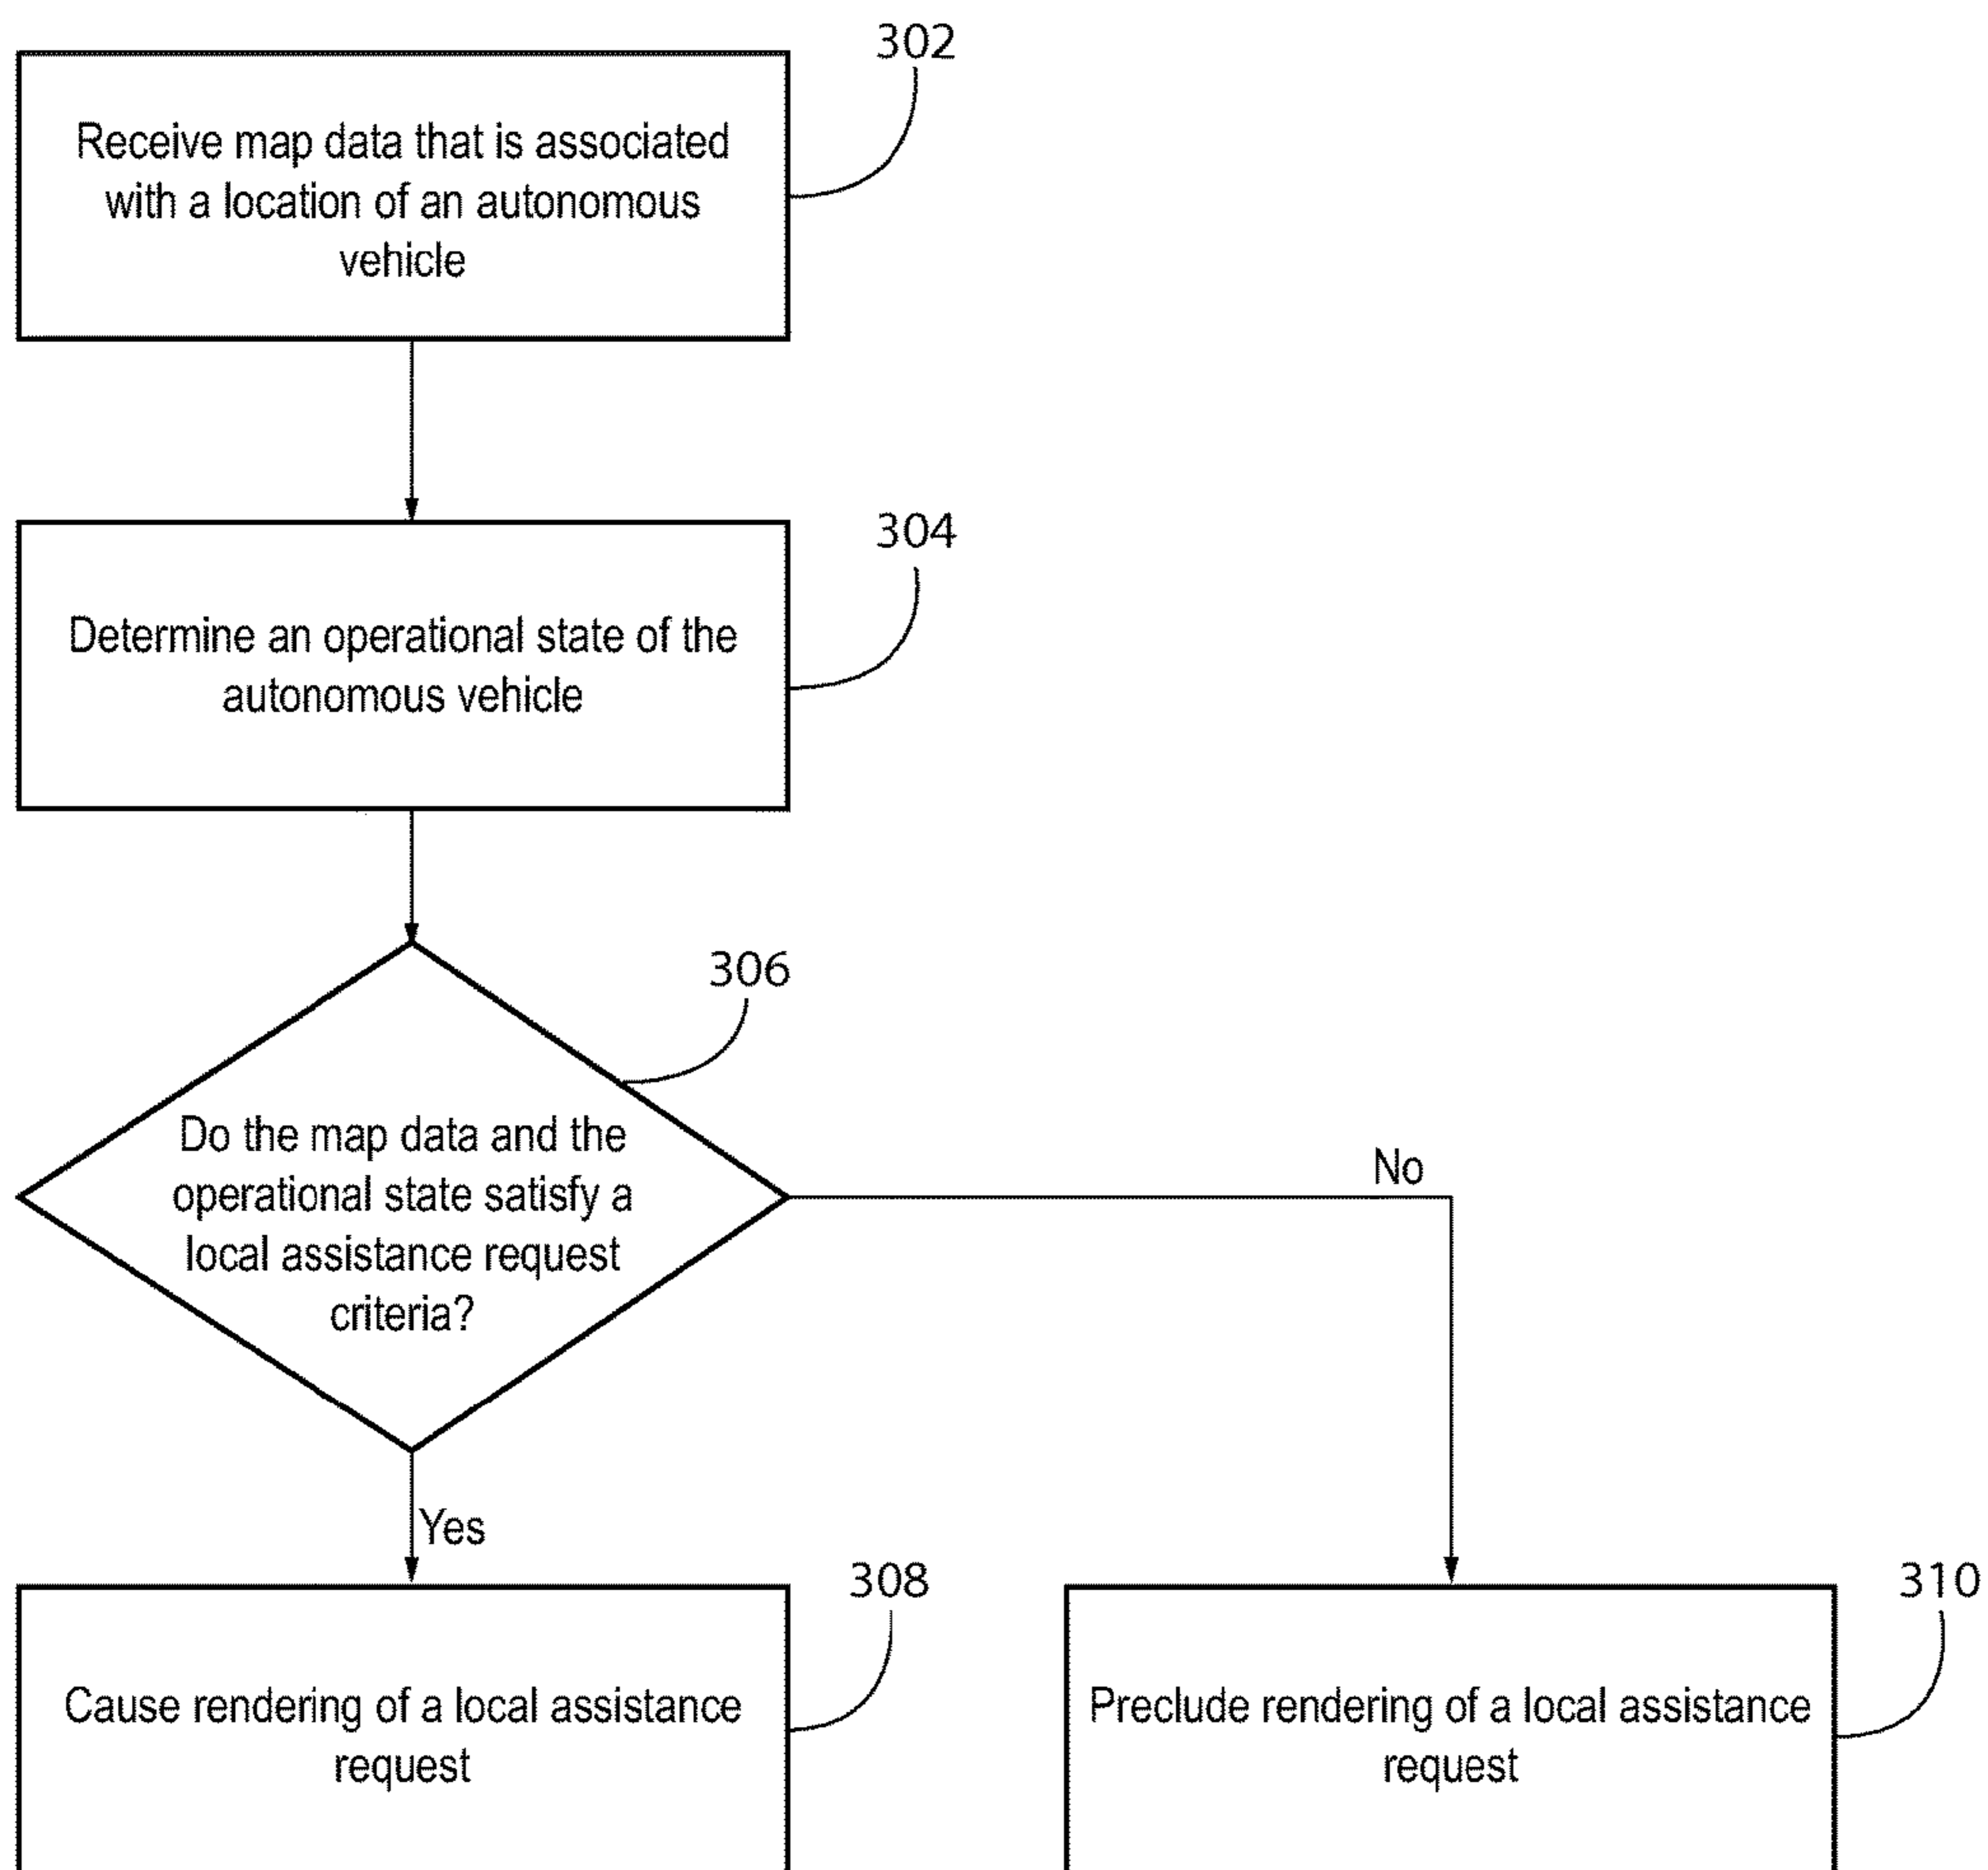 302
Receive map data that is associated
with a location of an autonomous
vehicle
304
Determine an operational state of the
autonomous vehicle
306
Do the map data and the
operational state satisfy a
local assistance request
criteria?
No
Yes
308
Cause rendering of a local assistance
request
310
Preclude rendering of a local assistance
request